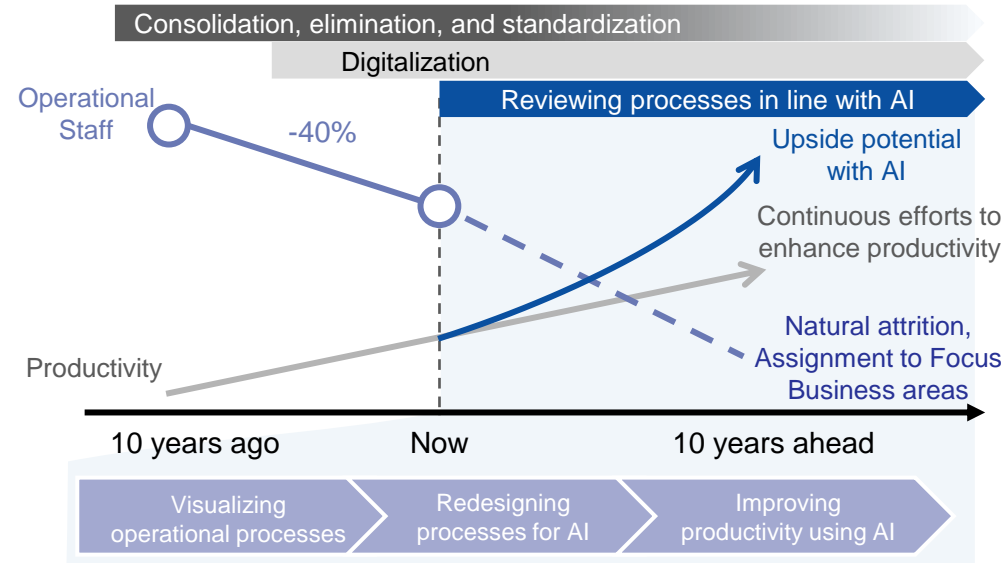 Consolidation, elimination, and standardization
Digitalization
Reviewing processes in line with AI
Operational
Staff
-40%
Upside potential
with AI
Continuous efforts to
enhance productivity
Natural attrition,
Assignment to Focus
Business areas
Productivity
10 years ago
Now
10 years ahead
Visualizing
operational processes
Redesigning
processes for AI
Improving
productivity using AI